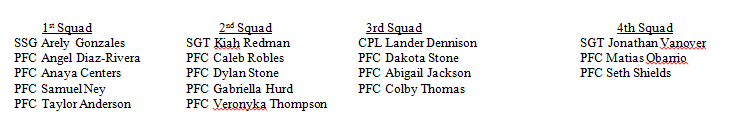 1st Squad 2nd Squad 3rd Squad 4th Squad
SSG Arely Gonzales SGT Kiah Redman CPL Lander Dennison SGT Jonathan Vanover
PFC Angel Diaz-Rivera PFC Caleb Robles PFC Dakota Stone PFC Matias Obarrio
PFC Anaya Centers PFC Dylan Stone PFC Abigail Jackson PFC Seth Shields
PFC Samuel Ney PFC Gabriella Hurd PFC Colby Thomas
PFC Taylor Anderson PFC Veronyka Thompson